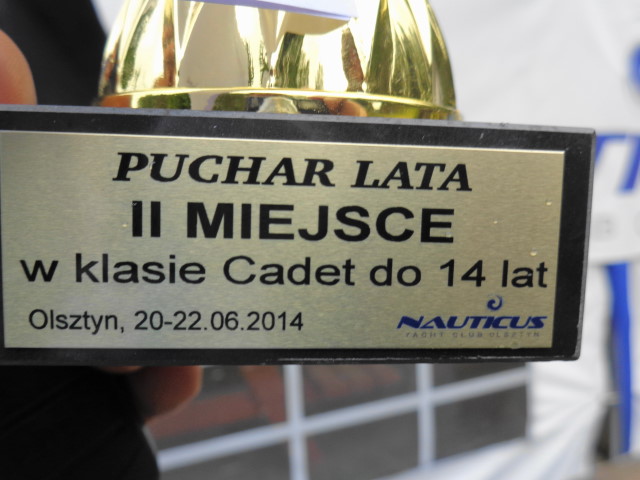 PUCHAR LATA
II MIEJSCE
w klasie Cadet do 14 lat
Olsztyn, 20-22.06.2014
NAUTICUS
YACHT CLUB OLSZTYN